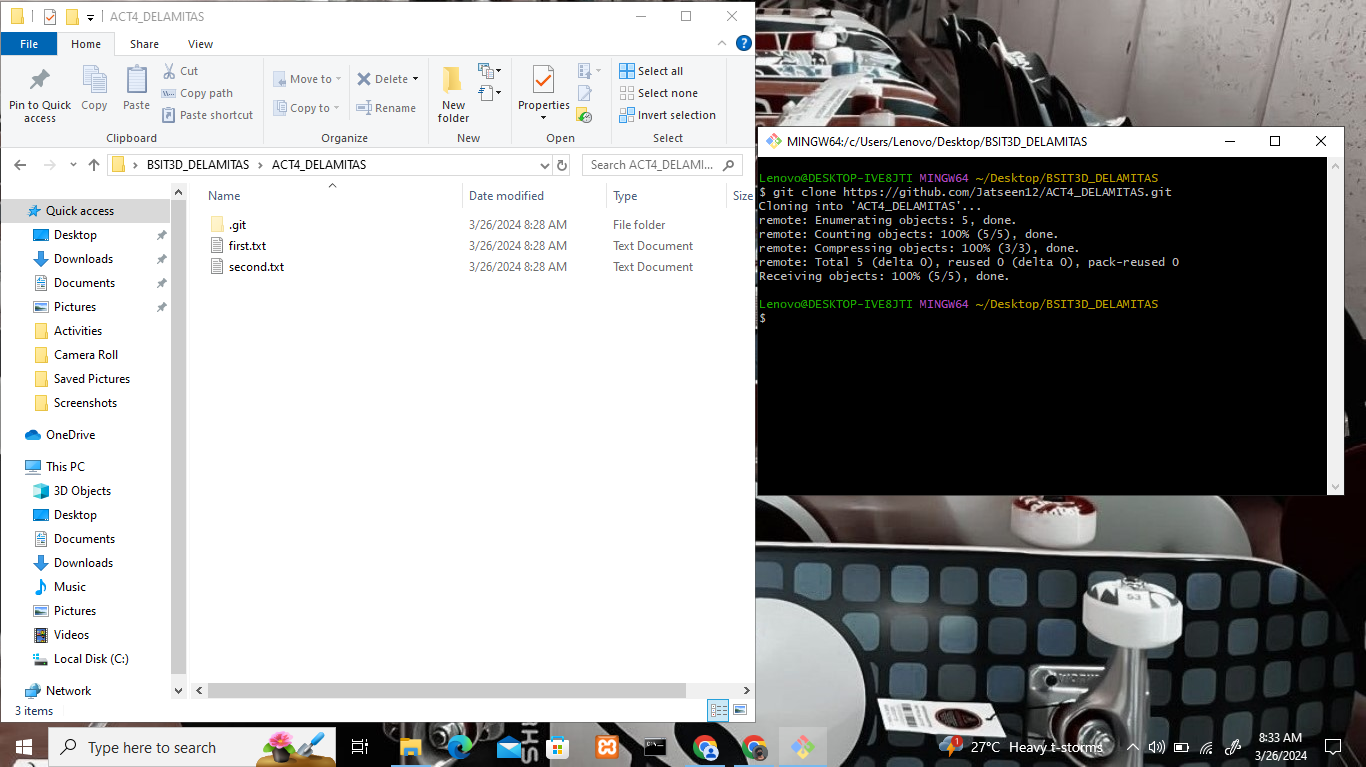 ACT4_DELAMITAS
File Home Share View
Pin to Quick access
Copy
Paste
Cut
Copy path
Paste shortcut
Clipboard
Move to
Copy to
Delete
Rename
Organize
New folder
New
Properties
Open
Select all
Select none
Invert selection
Select
BSIT3D_DELAMITAS > ACT4_DELAMITAS
Search ACT4_DELAMI...
Name Date modified Type Size
.git 3/26/2024 8:28 AM File folder
first.txt 3/26/2024 8:28 AM Text Document
second.txt 3/26/2024 8:28 AM Text Document
Quick access
Desktop
Downloads
Documents
Pictures
Activities
Camera Roll
Saved Pictures
Screenshots
OneDrive
This PC
3D Objects
Desktop
Documents
Downloads
Music
Pictures
Videos
Local Disk (C:)
Network
3 items
MINGW64:/c/Users/Lenovo/Desktop/BSIT3D_DELAMITAS
Lenovo@DESKTOP-IVE8JTI MINGW64 ~/Desktop/BSIT3D_DELAMITAS
$ git clone https://github.com/Jatseen12/ACT4_DELAMITAS.git
Cloning into 'ACT4_DELAMITAS'...
remote: Enumerating objects: 5, done.
remote: Counting objects: 100% (5/5), done.
remote: Compressing objects: 100% (3/3), done.
remote: Total 5 (delta 0), reused 0 (delta 0), pack-reused 0
Receiving objects: 100% (5/5), done.
Lenovo@DESKTOP-IVE8JTI MINGW64 ~/Desktop/BSIT3D_DELAMITAS
$
53
Type here to search
1
27°C Heavy t-storms
8:33 AM
3/26/2024